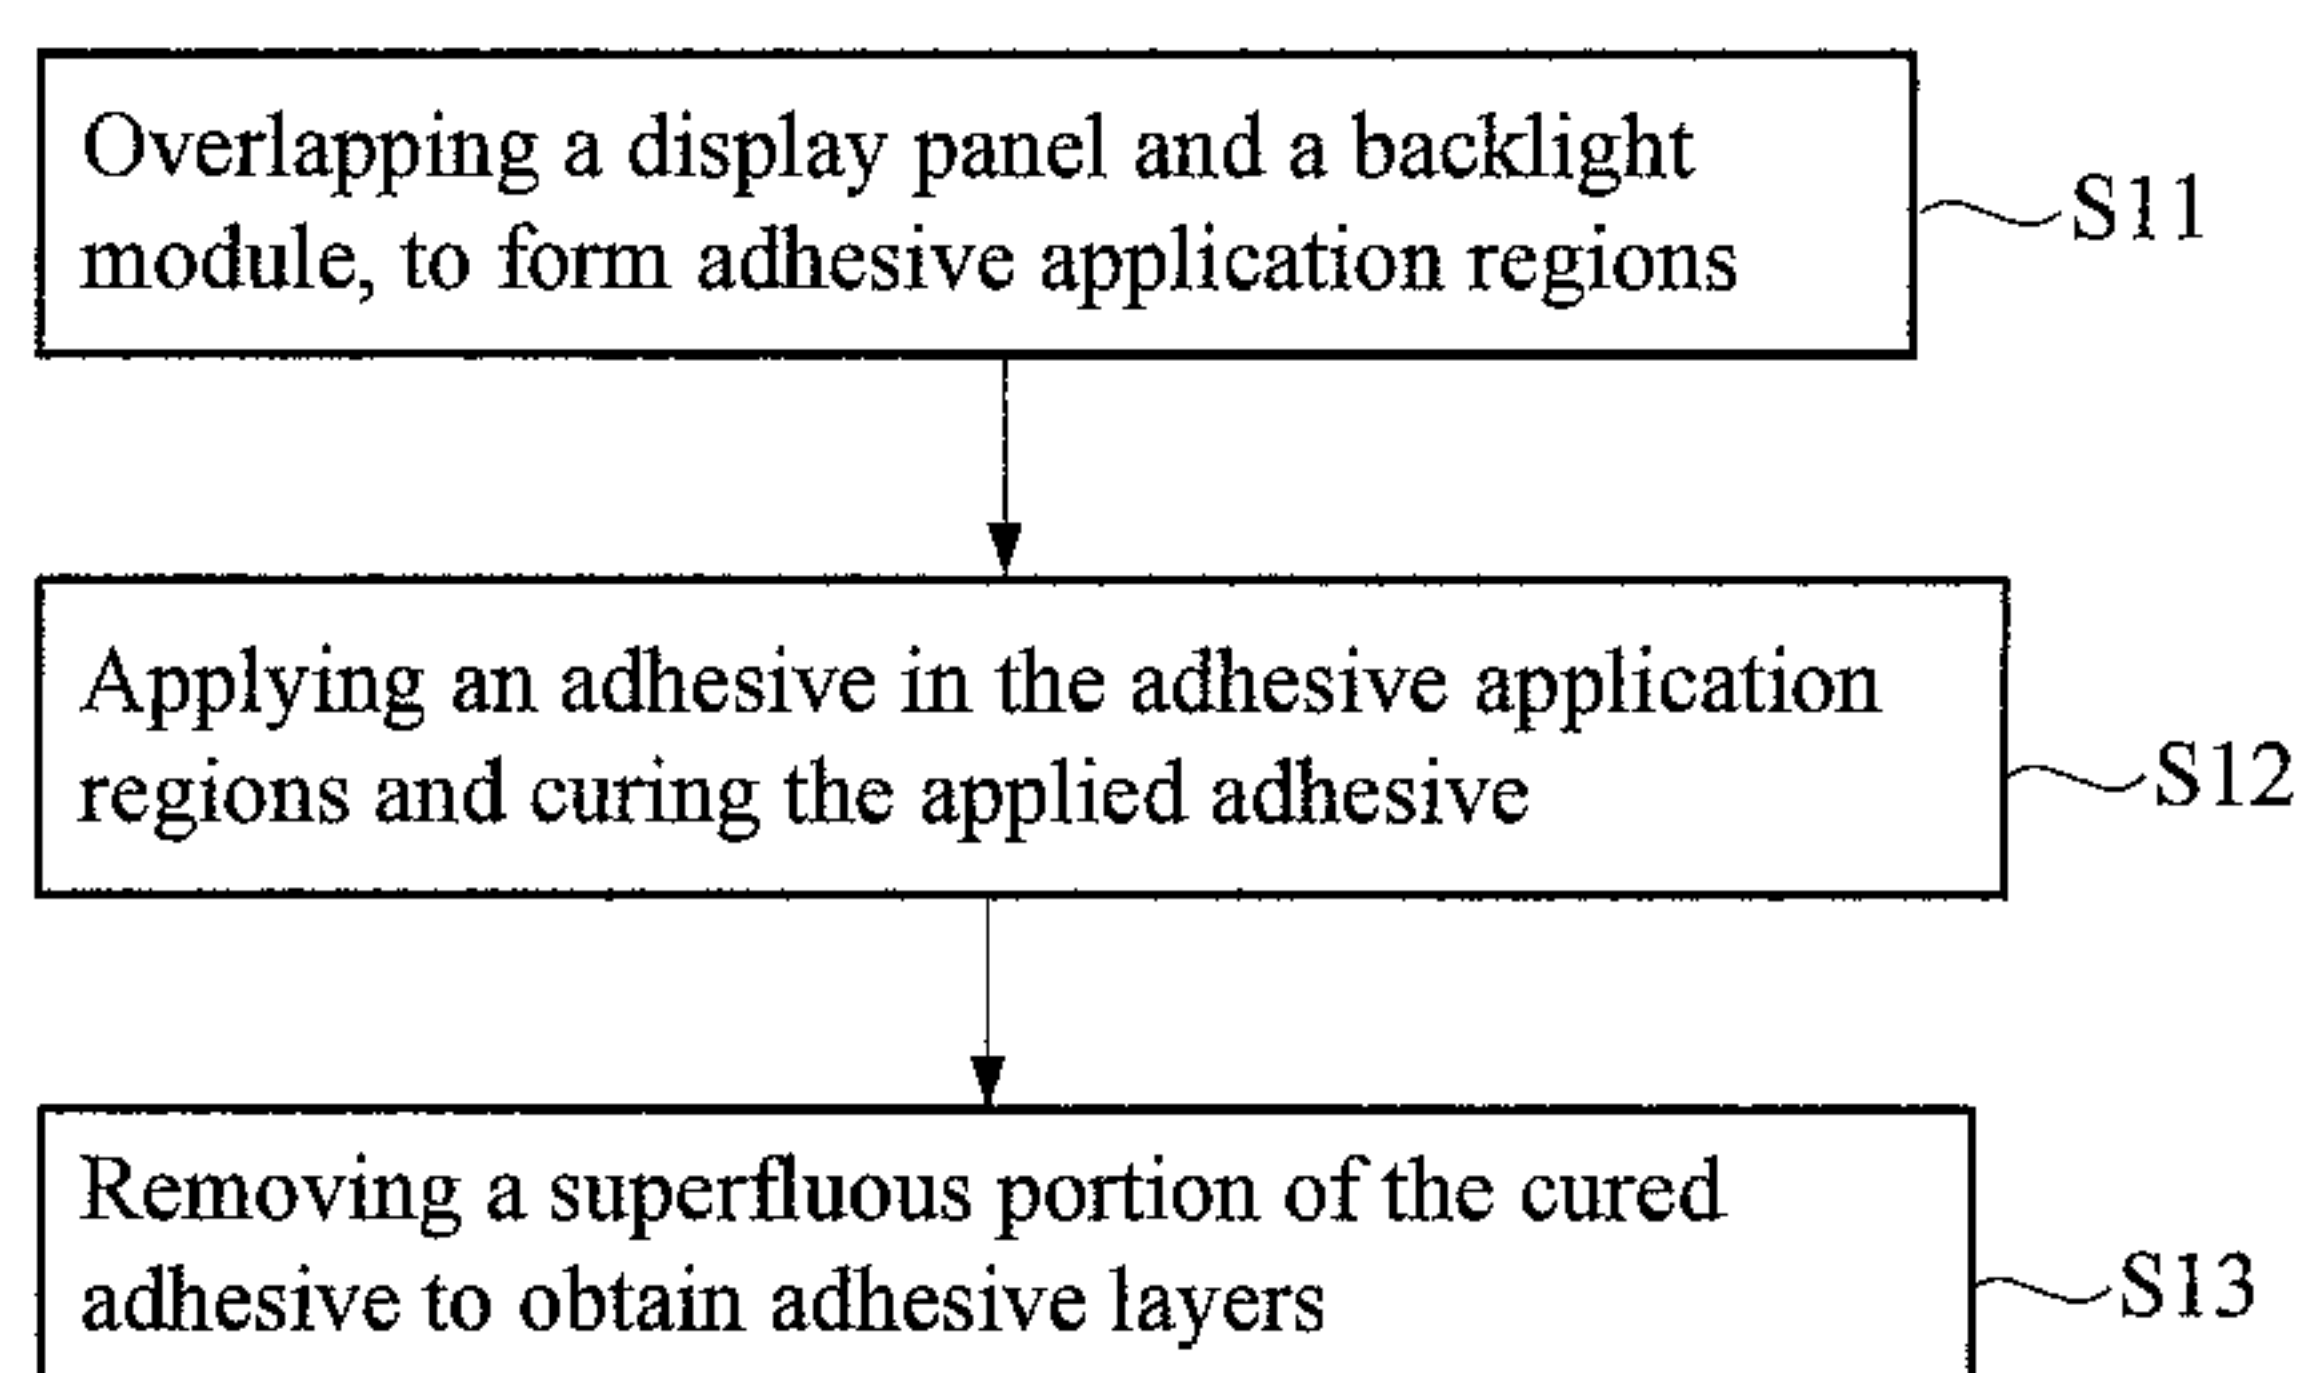 Overlapping a display panel and a backlight
module, to form adhesive application regions
S11
Applying an adhesive in the adhesive application
regions and curing the applied adhesive
S12
Removing a superfluous portion of the cured
adhesive to obtain adhesive layers
S13